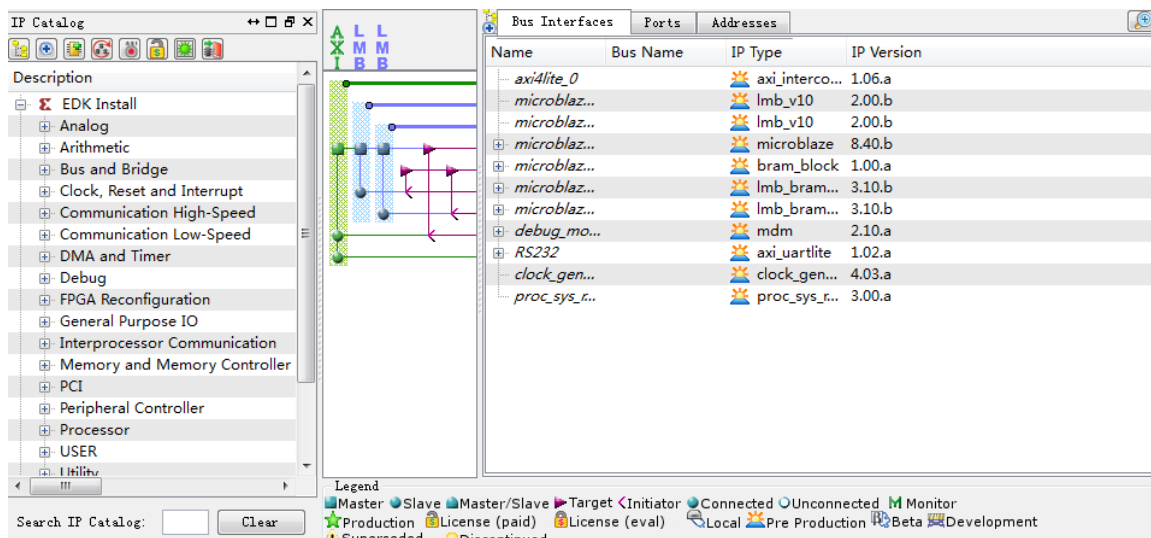 IP Catalog
Description
EDK Install
Analog
Arithmetic
Bus and Bridge
Clock, Reset and Interrupt
Communication High-Speed
Communication Low-Speed
DMA and Timer
Debug
FPGA Reconfiguration
General Purpose IO
Interprocessor Communication
Memory and Memory Controller
PCI
Peripheral Controller
Processor
USER
Utility
Search IP Catalog: Clear
A L L
X M M
I B B
Bus Interfaces Ports Addresses
Name Bus Name IP Type IP Version
axi4lite_0 axi_interco... 1.06.a
microblaz... lmb_v10 2.00.b
microblaz... lmb_v10 2.00.b
microblaz... microblaze 8.40.b
microblaz... bram_block 1.00.a
microblaz... lmb_bram... 3.10.b
microblaz... lmb_bram... 3.10.b
debug_mo... mdm 2.10.a
RS232 axi_uartlite 1.02.a
clock_gen... clock_gen... 4.03.a
proc_sys_r... proc_sys_r... 3.00.a
Legend
Master Slave Master/Slave Target Initiator Connected Unconnected M Monitor
Production License (paid) License (eval) Local Pre Production Beta Development
Superseded Discontinued